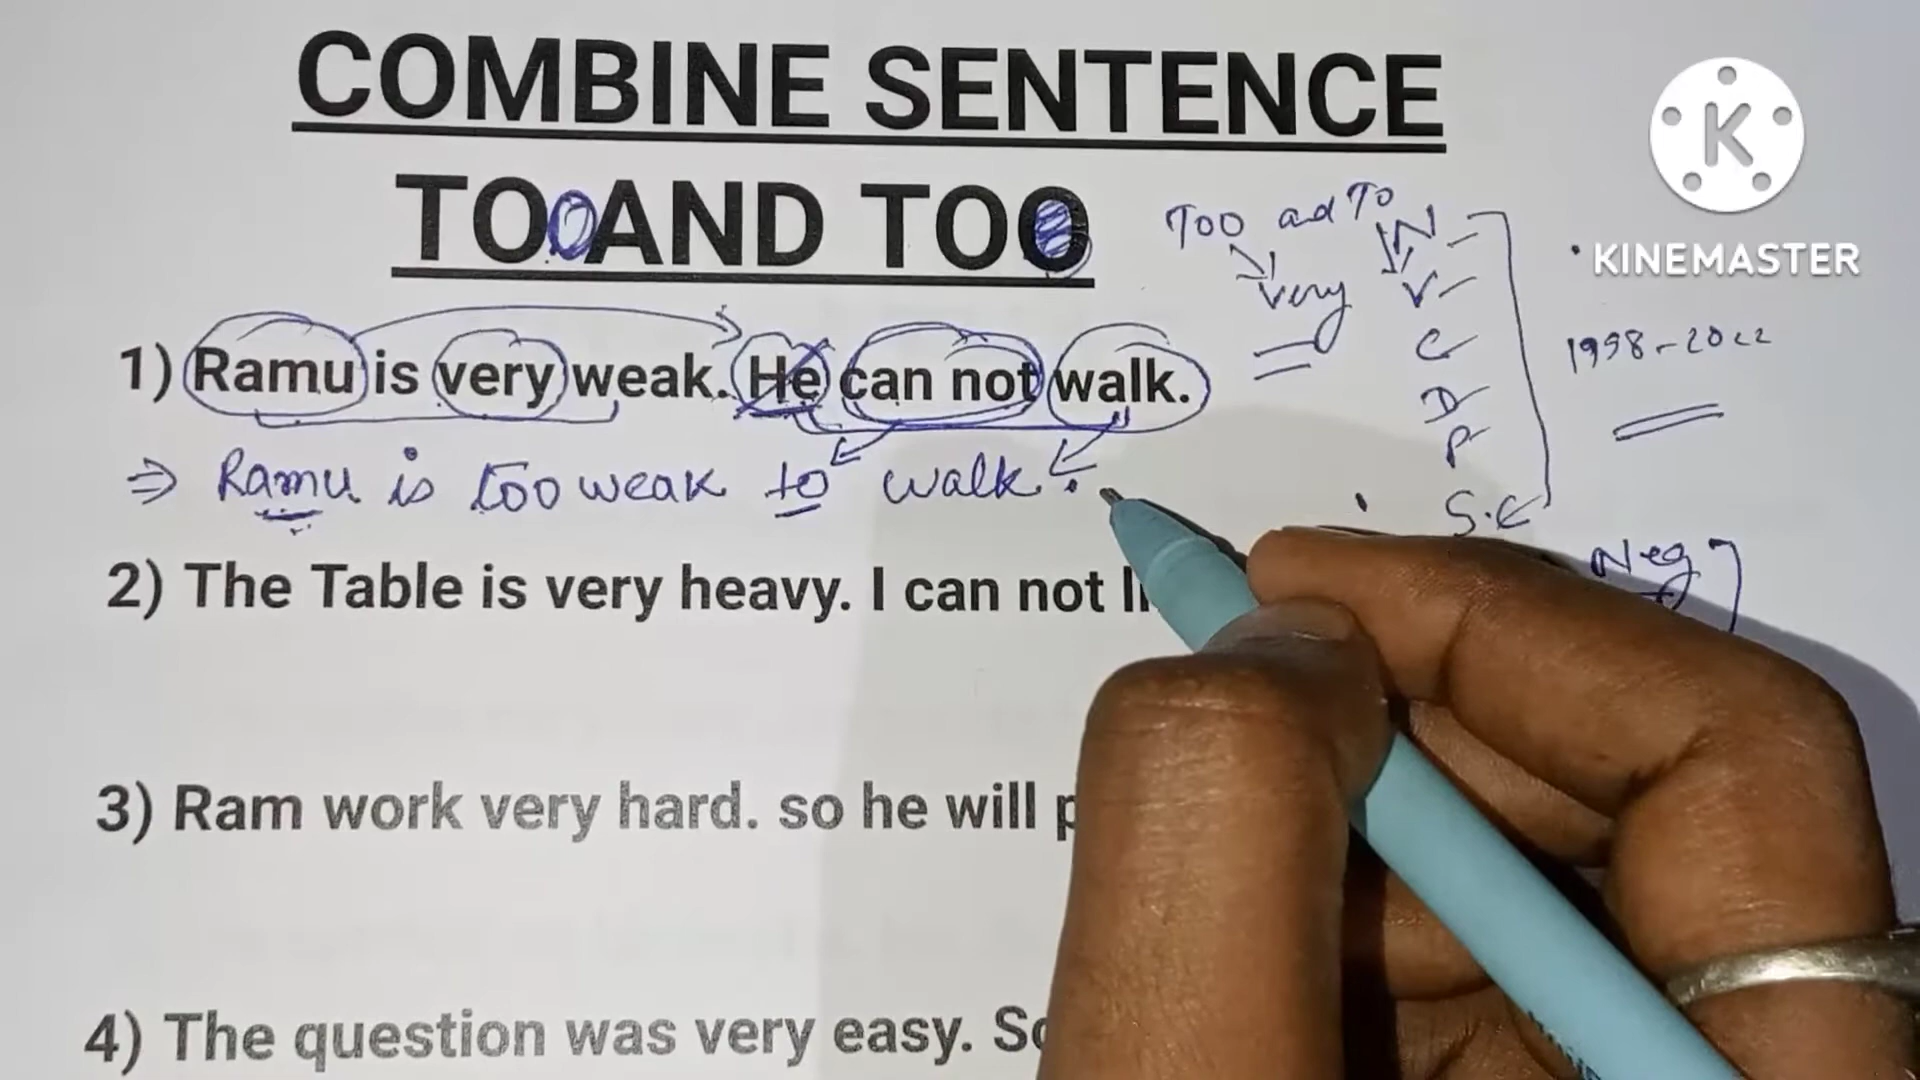 COMBINE SENTENCE
TOO AND TOO
Too and To
N
very
V
C
D
P
S.E
K
KINEMASTER
1998-2022
1) Ramu is very weak. He can not walk.
⇒ Ramu is too weak to walk.
Neg
2) The Table is very heavy. I can not
3) Ram work very hard. so he will
4) The question was very easy. So